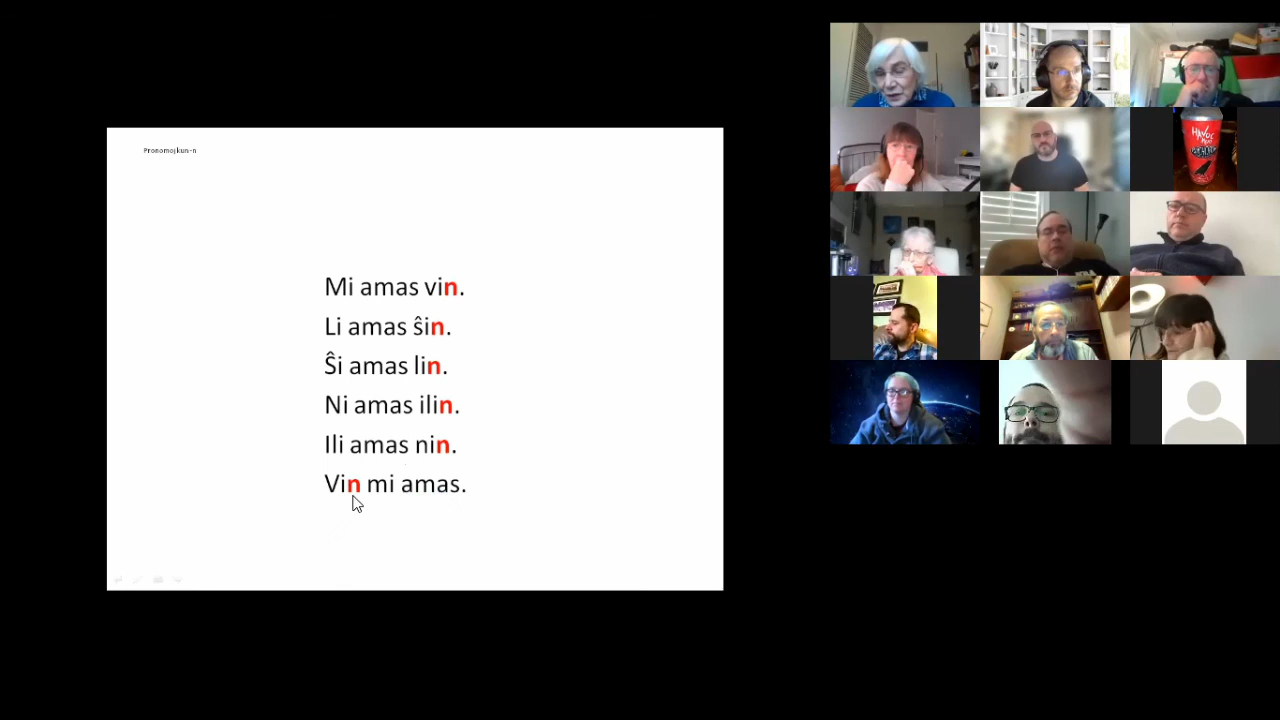 Pronomoj kun -n
Mi amas vin.
Li amas ŝin.
Ŝi amas lin.
Ni amas ilin.
Ili amas nin.
Vin mi amas.
HAVOC